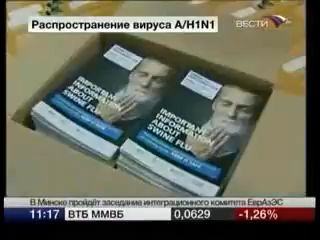 Распространение вируса A/H1N1
ВЕСТИ
IMPORTANT
INFORMATION
ABOUT
SWINE FLU
IMPORTANT
INFORMATION
ABOUT
SWINE FLU
В Минске пройдёт заседание интеграционного комитета ЕврАзЭС
11:17 ВТБ ММВБ 0,0629 -1,26%